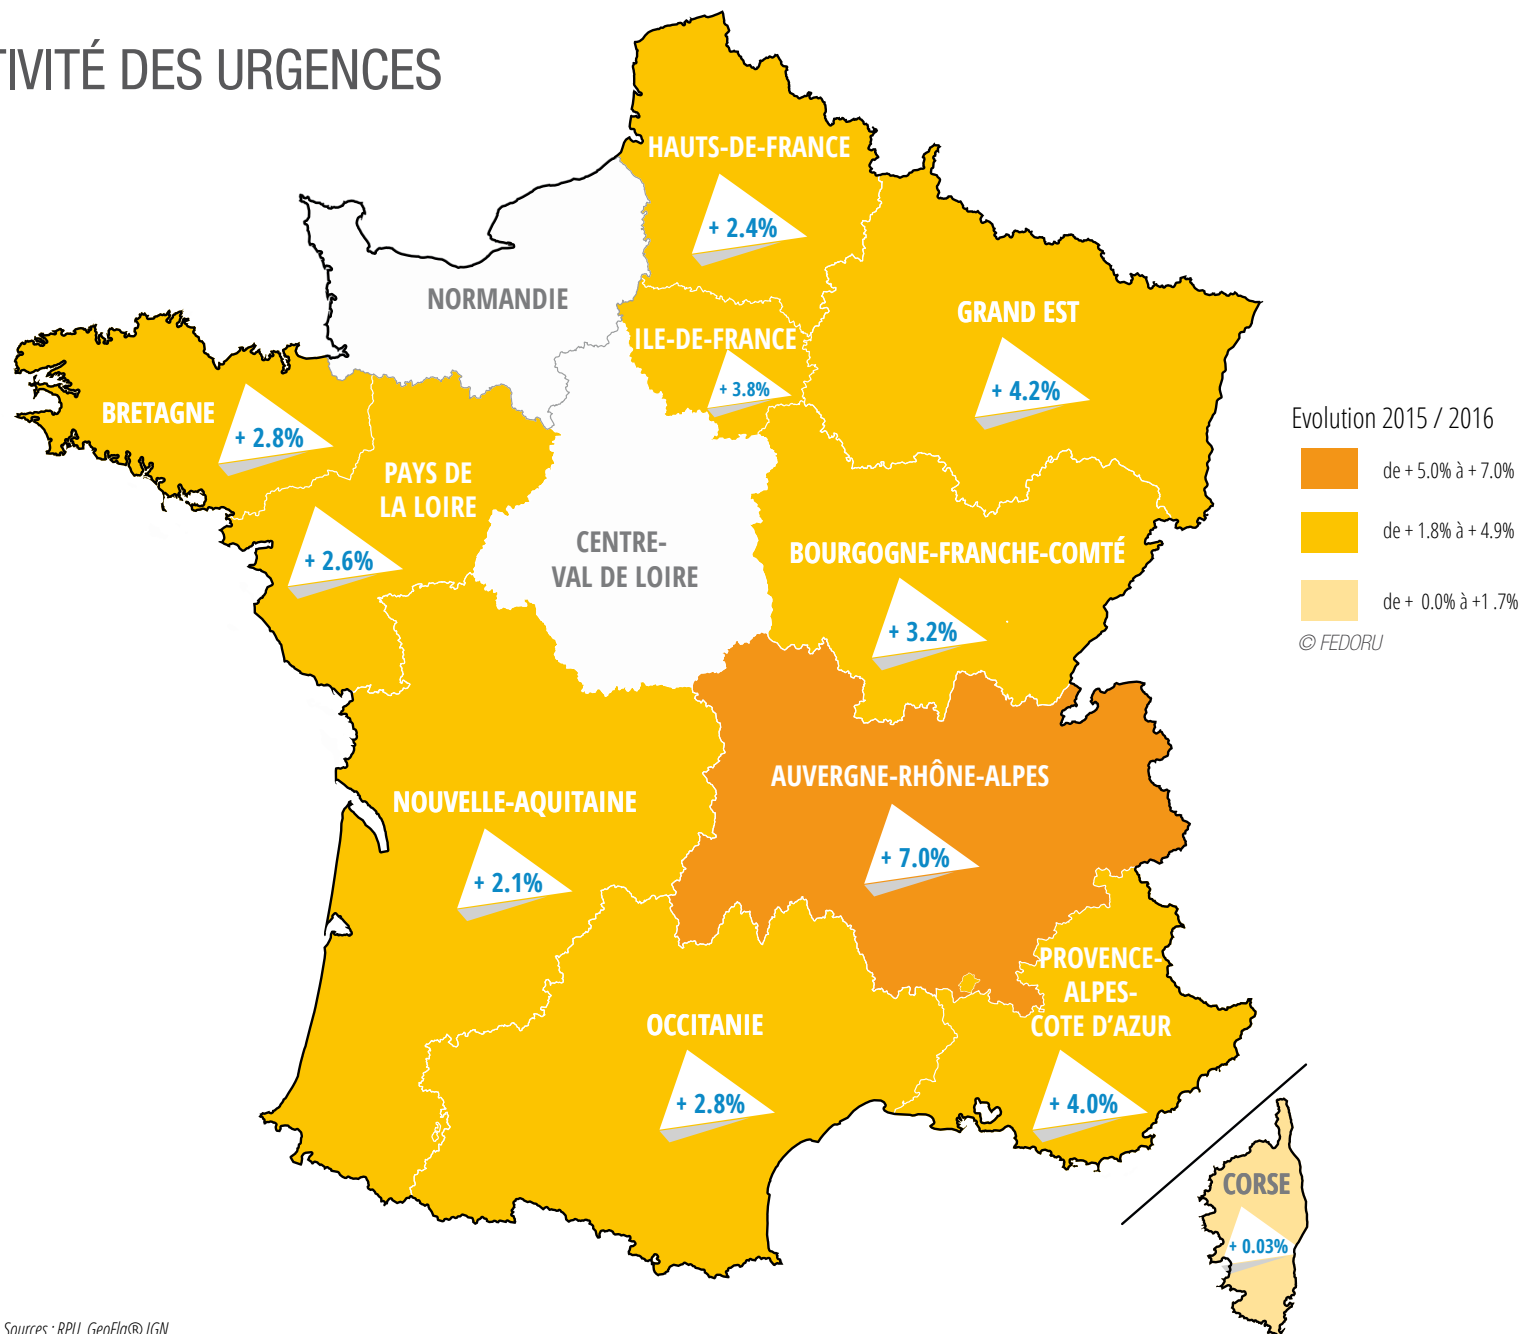 TIVITÉ DES URGENCES
HAUTS-DE-FRANCE
+ 2.4%
NORMANDIE
ILE-DE-FRANCE
+ 3.8%
GRAND EST
+ 4.2%
BRETAGNE
+ 2.8%
PAYS DE
LA LOIRE
+ 2.6%
CENTRE-
VAL DE LOIRE
BOURGOGNE-FRANCHE-COMTÉ
+ 3.2%
Evolution 2015 / 2016
de + 5.0% à + 7.0%
de + 1.8% à + 4.9%
de + 0.0% à +1 .7%
© FEDORU
NOUVELLE-AQUITAINE
+ 2.1%
AUVERGNE-RHÔNE-ALPES
+ 7.0%
OCCITANIE
+ 2.8%
PROVENCE-
ALPES-
COTE D'AZUR
+ 4.0%
CORSE
+ 0.03%
Sources : RPU, GeoFla® IGN